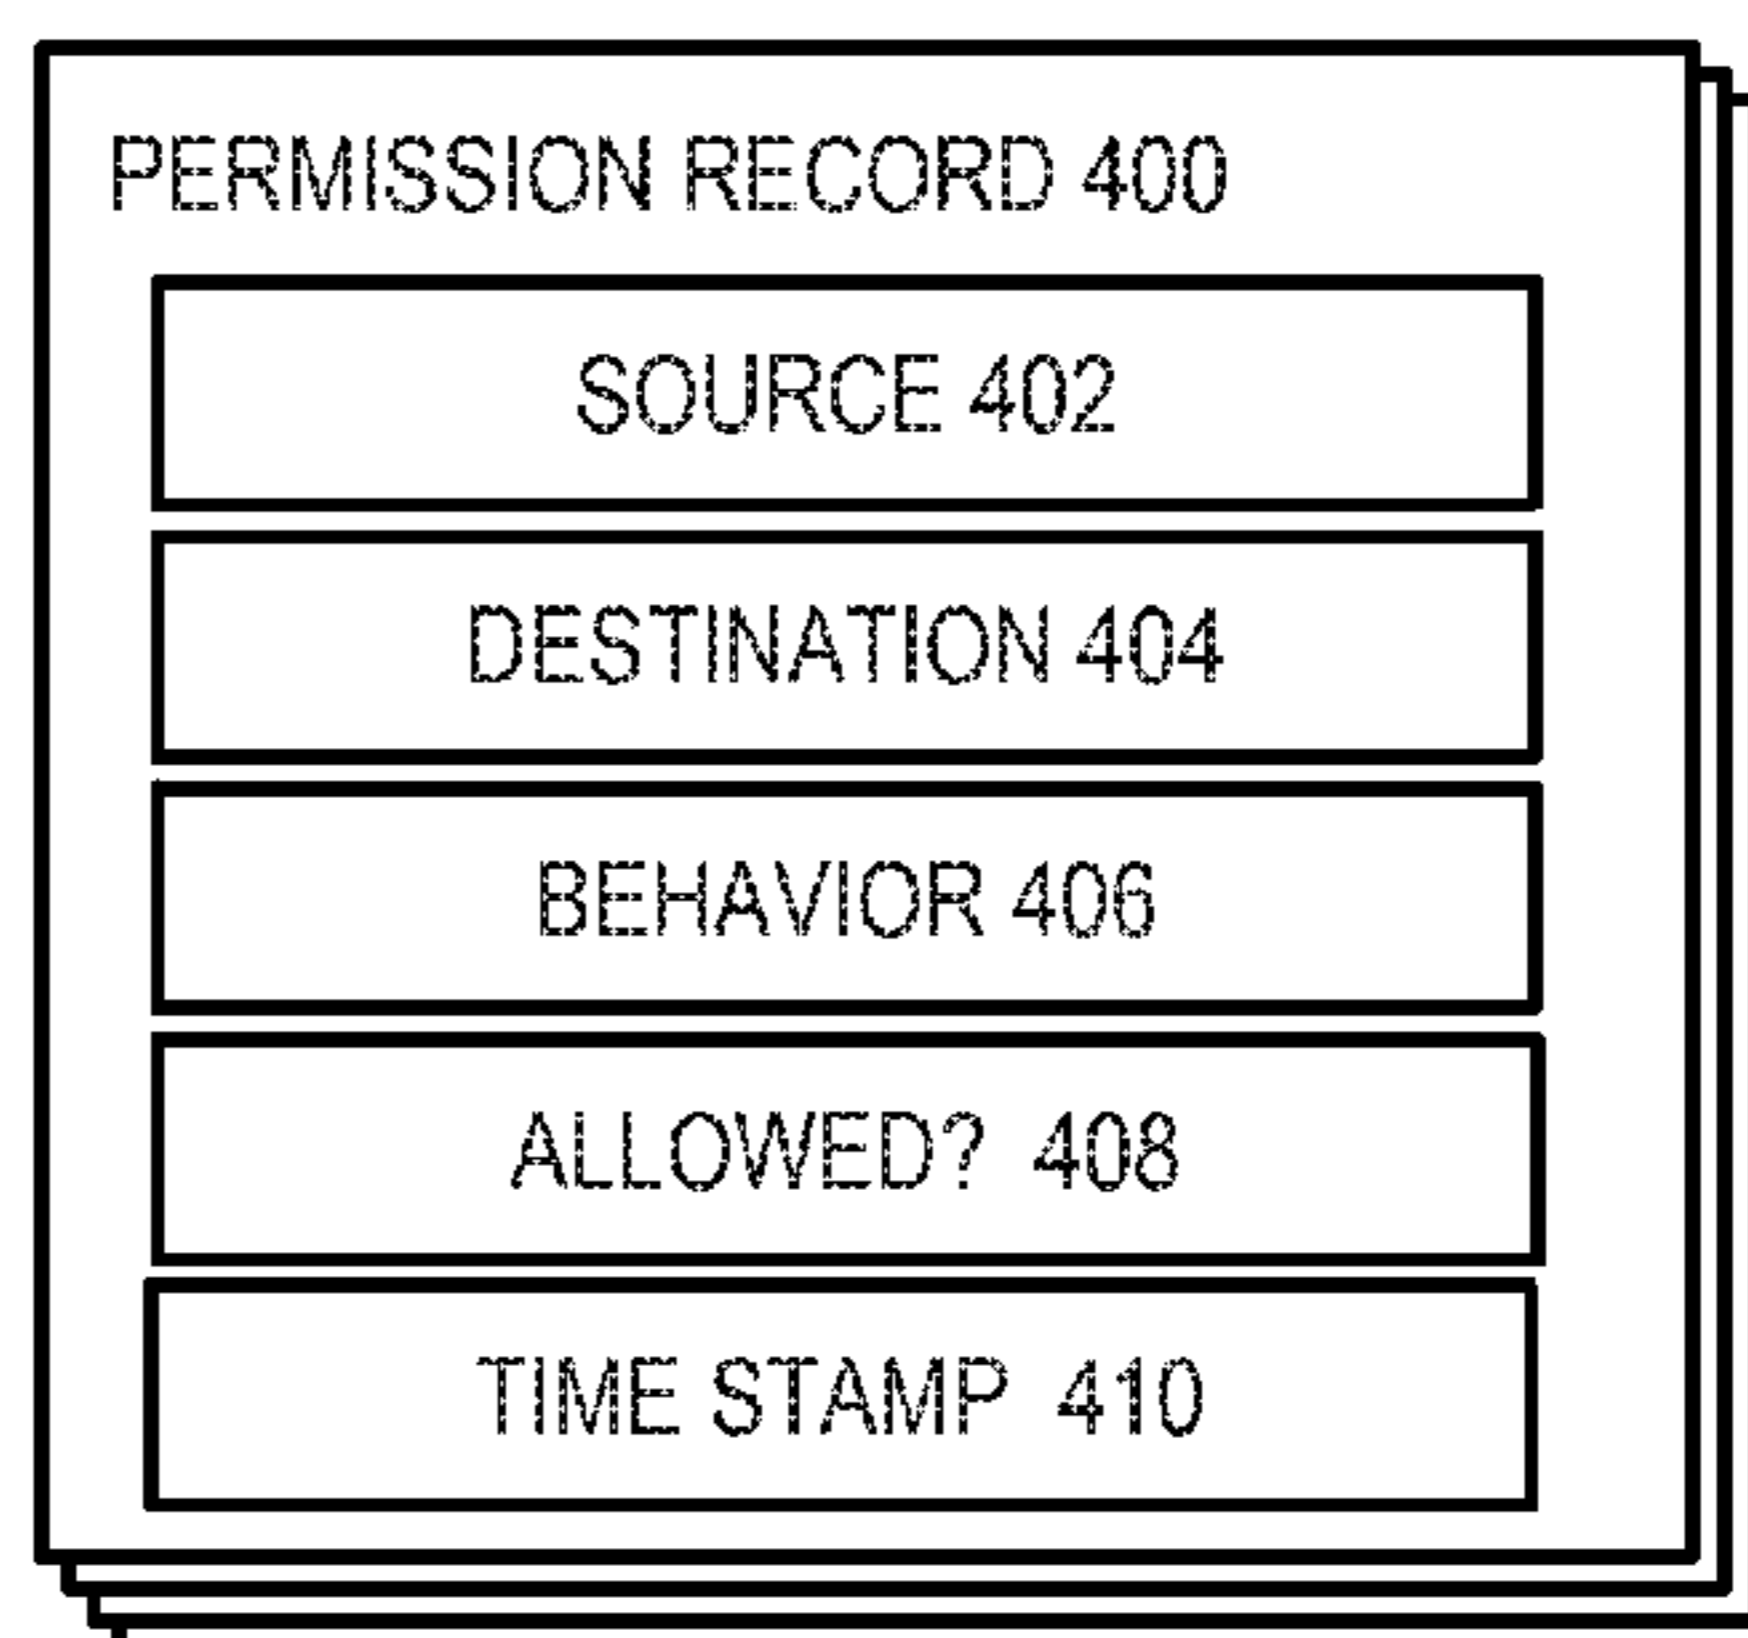 PERMISSION RECORD 400
SOURCE 402
DESTINATION 404
BEHAVIOR 406
ALLOWED? 408
TIME STAMP 410